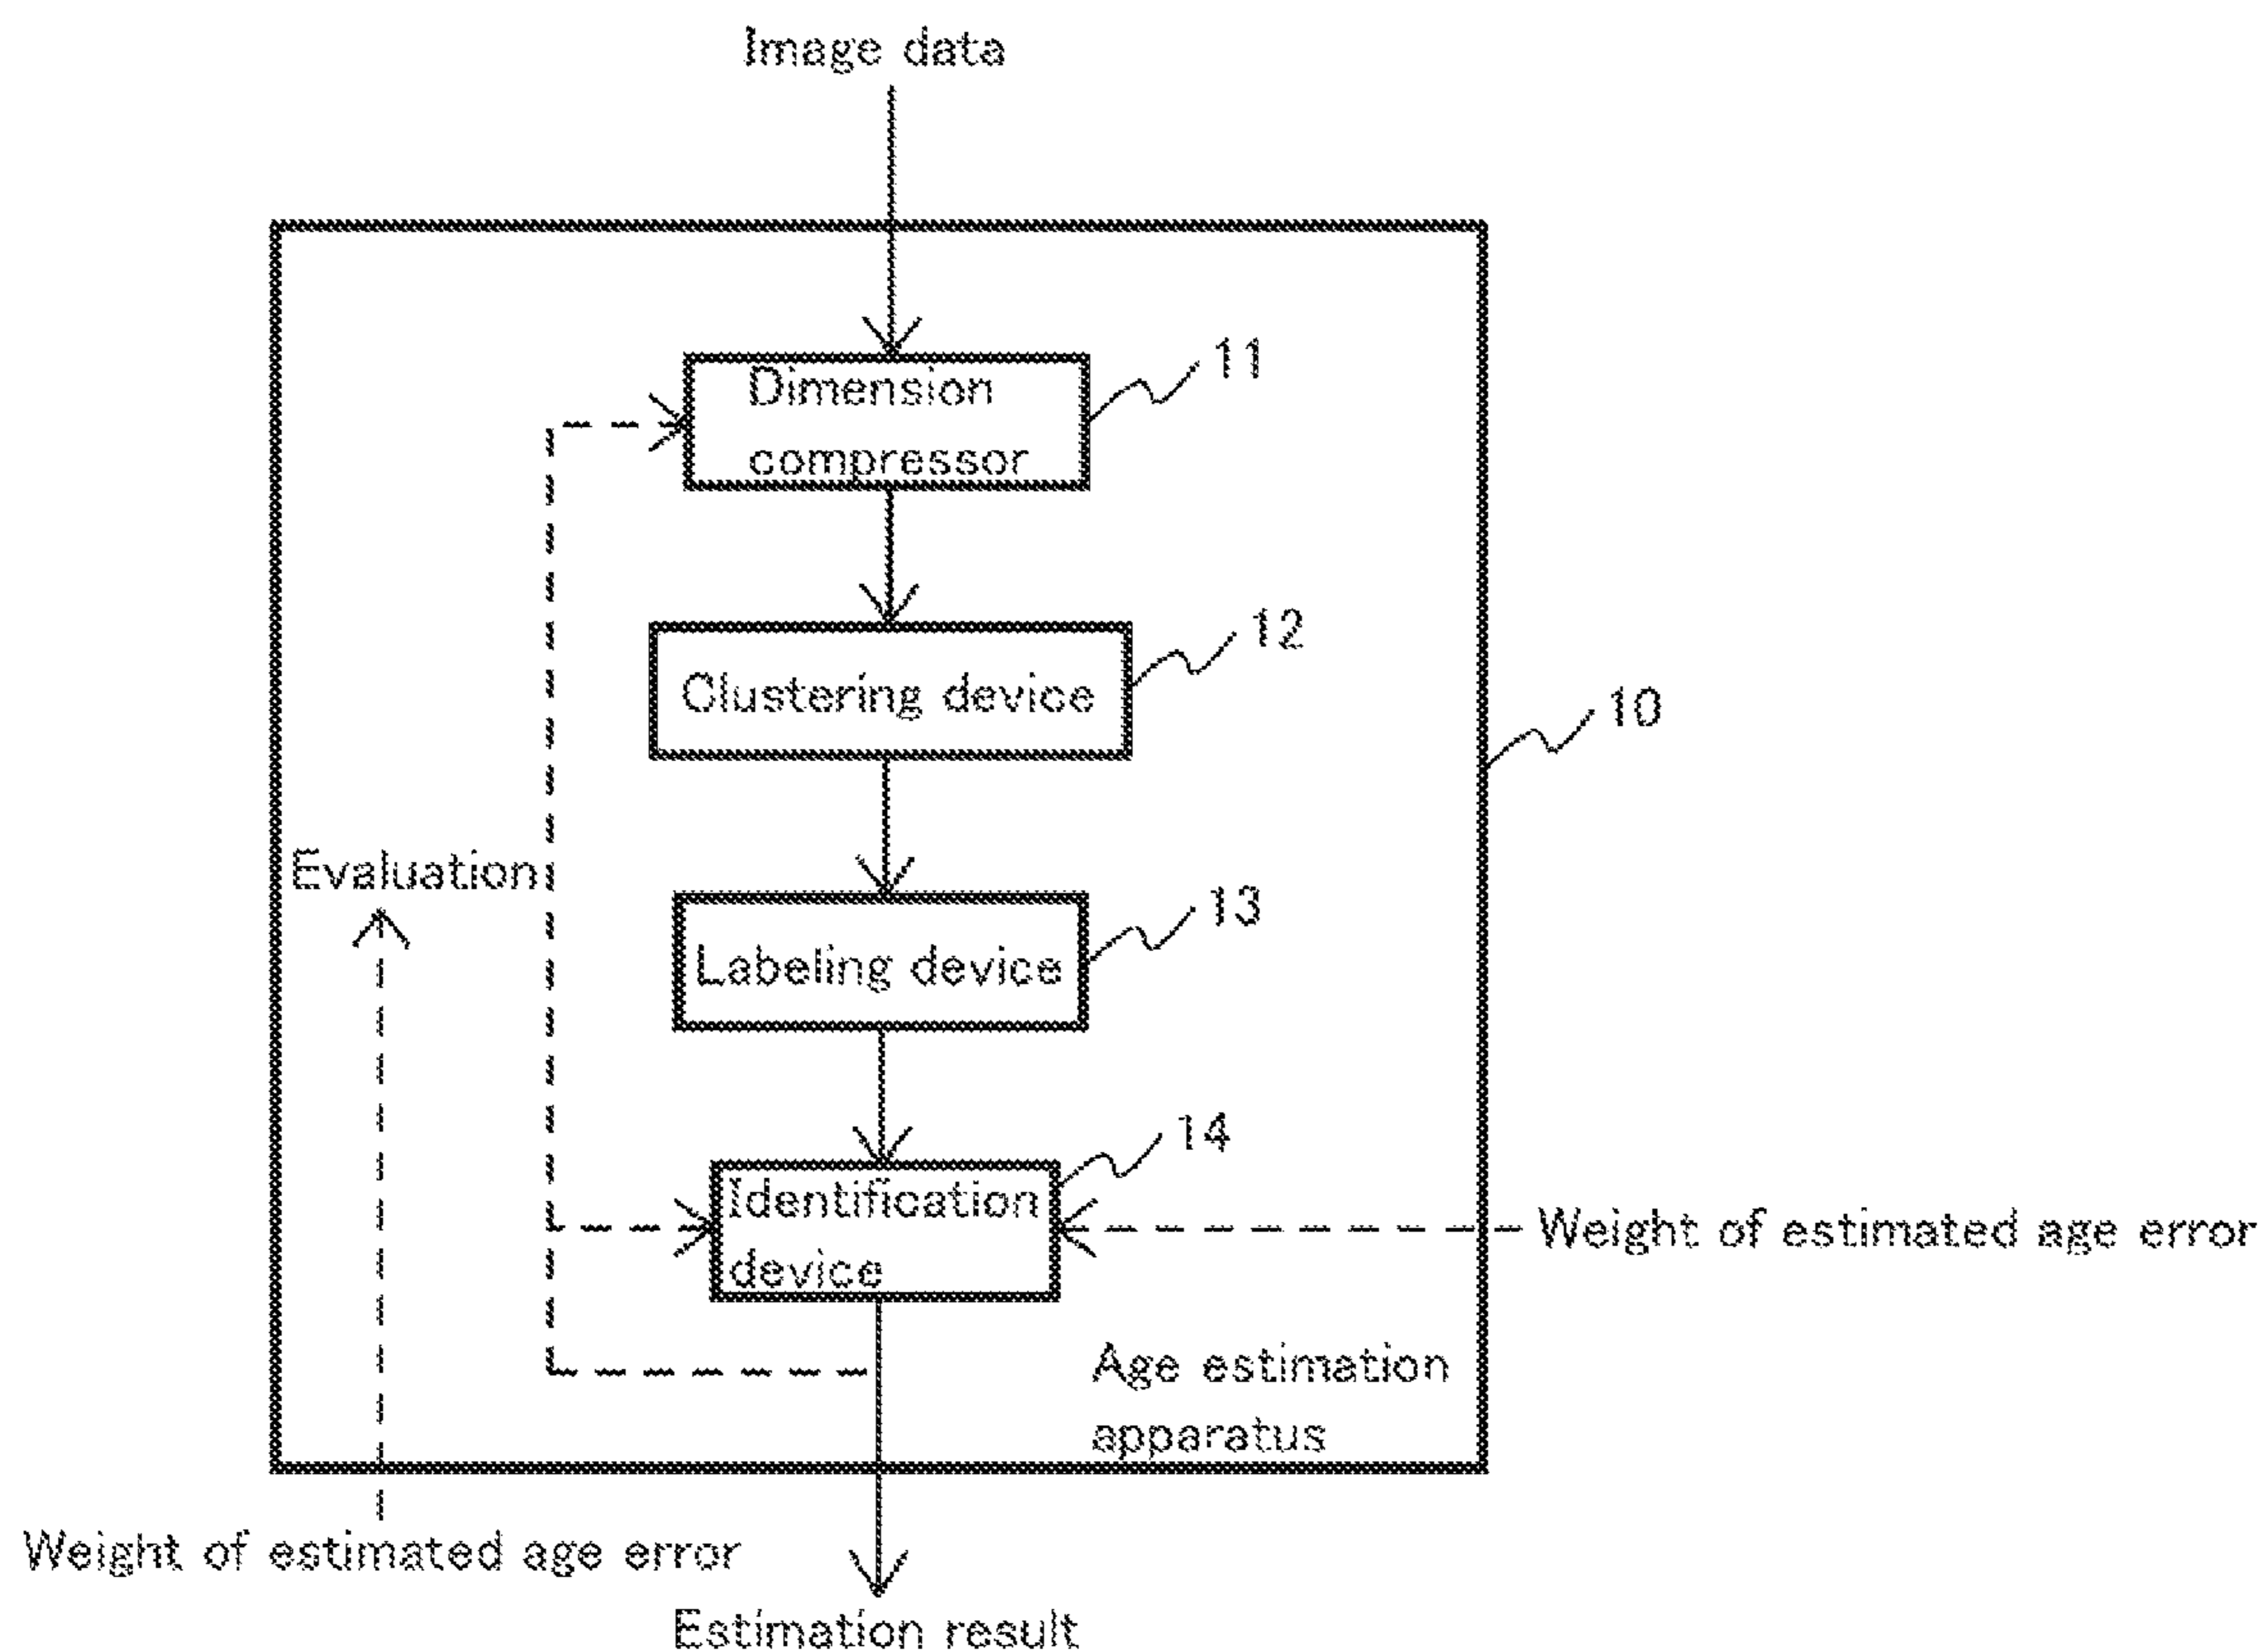 Image data
11
Dimension
compressor
12
Clustering device
10
Evaluation
13
Labeling device
14
Identification
device
Weight of estimated age error
Age estimation
apparatus
Weight of estimated age error
Estimation result